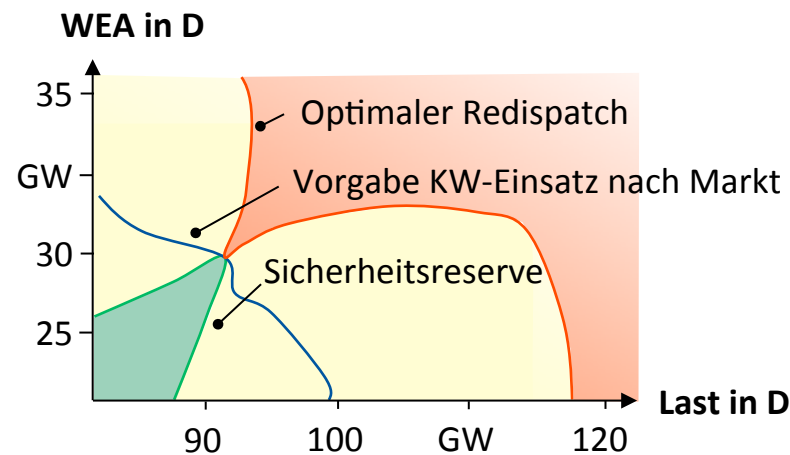 WEA in D
35
Optimaler Redispatch
GW
Vorgabe KW-Einsatz nach Markt
30
Sicherheitsreserve
25
Last in D
90 100 GW 120